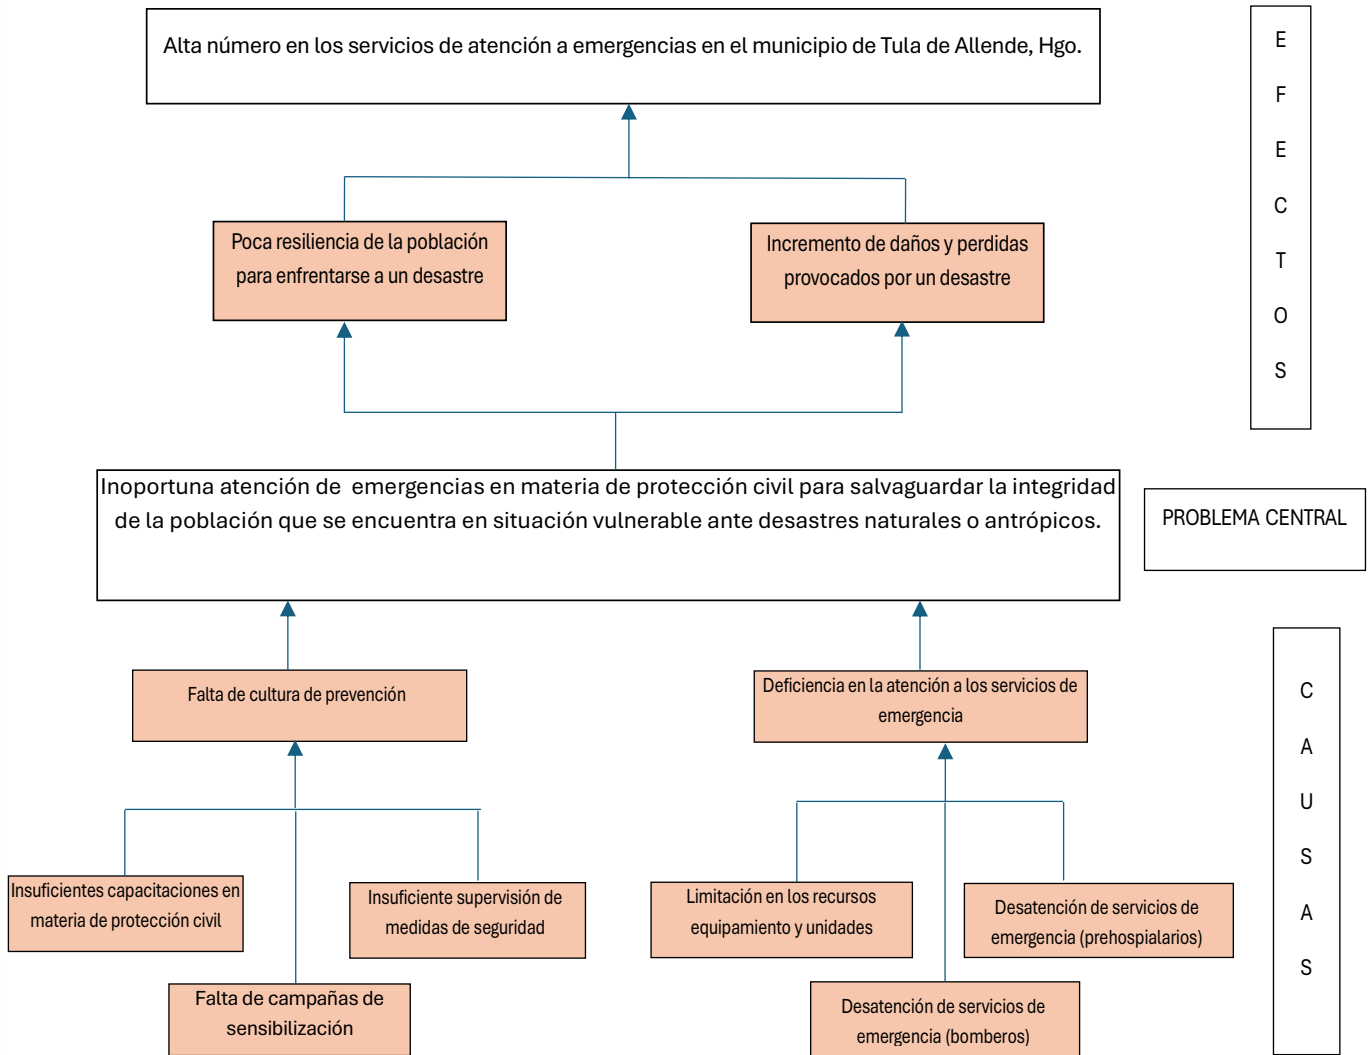 Alta número en los servicios de atención a emergencias en el municipio de Tula de Allende, Hgo.
E
F
E
C
T
O
S
Poca resiliencia de la población
para enfrentarse a un desastre
Incremento de daños y perdidas
provocados por un desastre
Inoportuna atención de emergencias en materia de protección civil para salvaguardar la integridad
de la población que se encuentra en situación vulnerable ante desastres naturales o antrópicos.
PROBLEMA CENTRAL
Falta de cultura de prevención
Deficiencia en la atención a los servicios de
emergencia
C
A
U
S
A
S
Insuficientes capacitaciones en
materia de protección civil
Insuficiente supervisión de
medidas de seguridad
Limitación en los recursos
equipamiento y unidades
Desatención de servicios de
emergencia (prehospialarios)
Falta de campañas de
sensibilización
Desatención de servicios de
emergencia (bomberos)